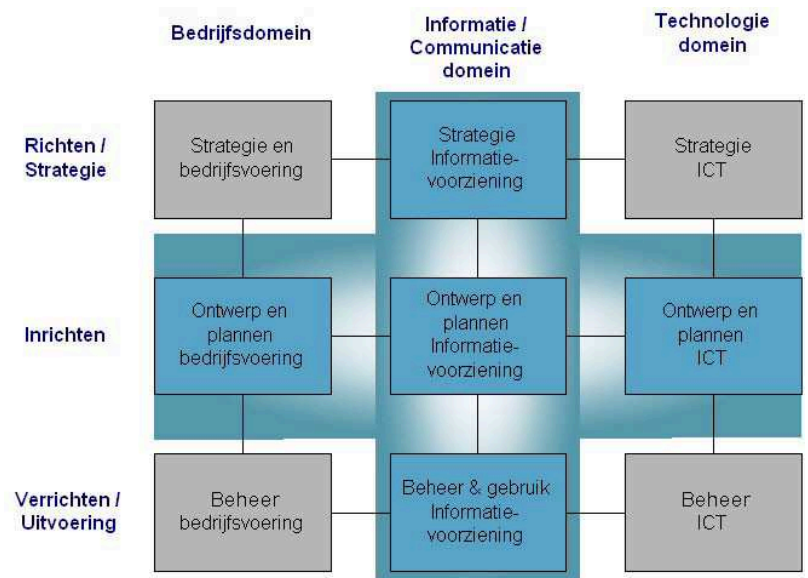 Bedrijfsdomein
Informatie /
Communicatie
domein
Technologie
domein
Richten /
Strategie
Strategie en
bedrijfsvoering
Strategie
Informatie-
voorziening
Strategie
ICT
Inrichten
Ontwerp en
plannen
bedrijfsvoering
Ontwerp en
plannen
Informatie-
voorziening
Ontwerp en
plannen
ICT
Verrichten /
Uitvoering
Beheer
bedrijfsvoering
Beheer & gebruik
Informatie-
voorziening
Beheer
ICT